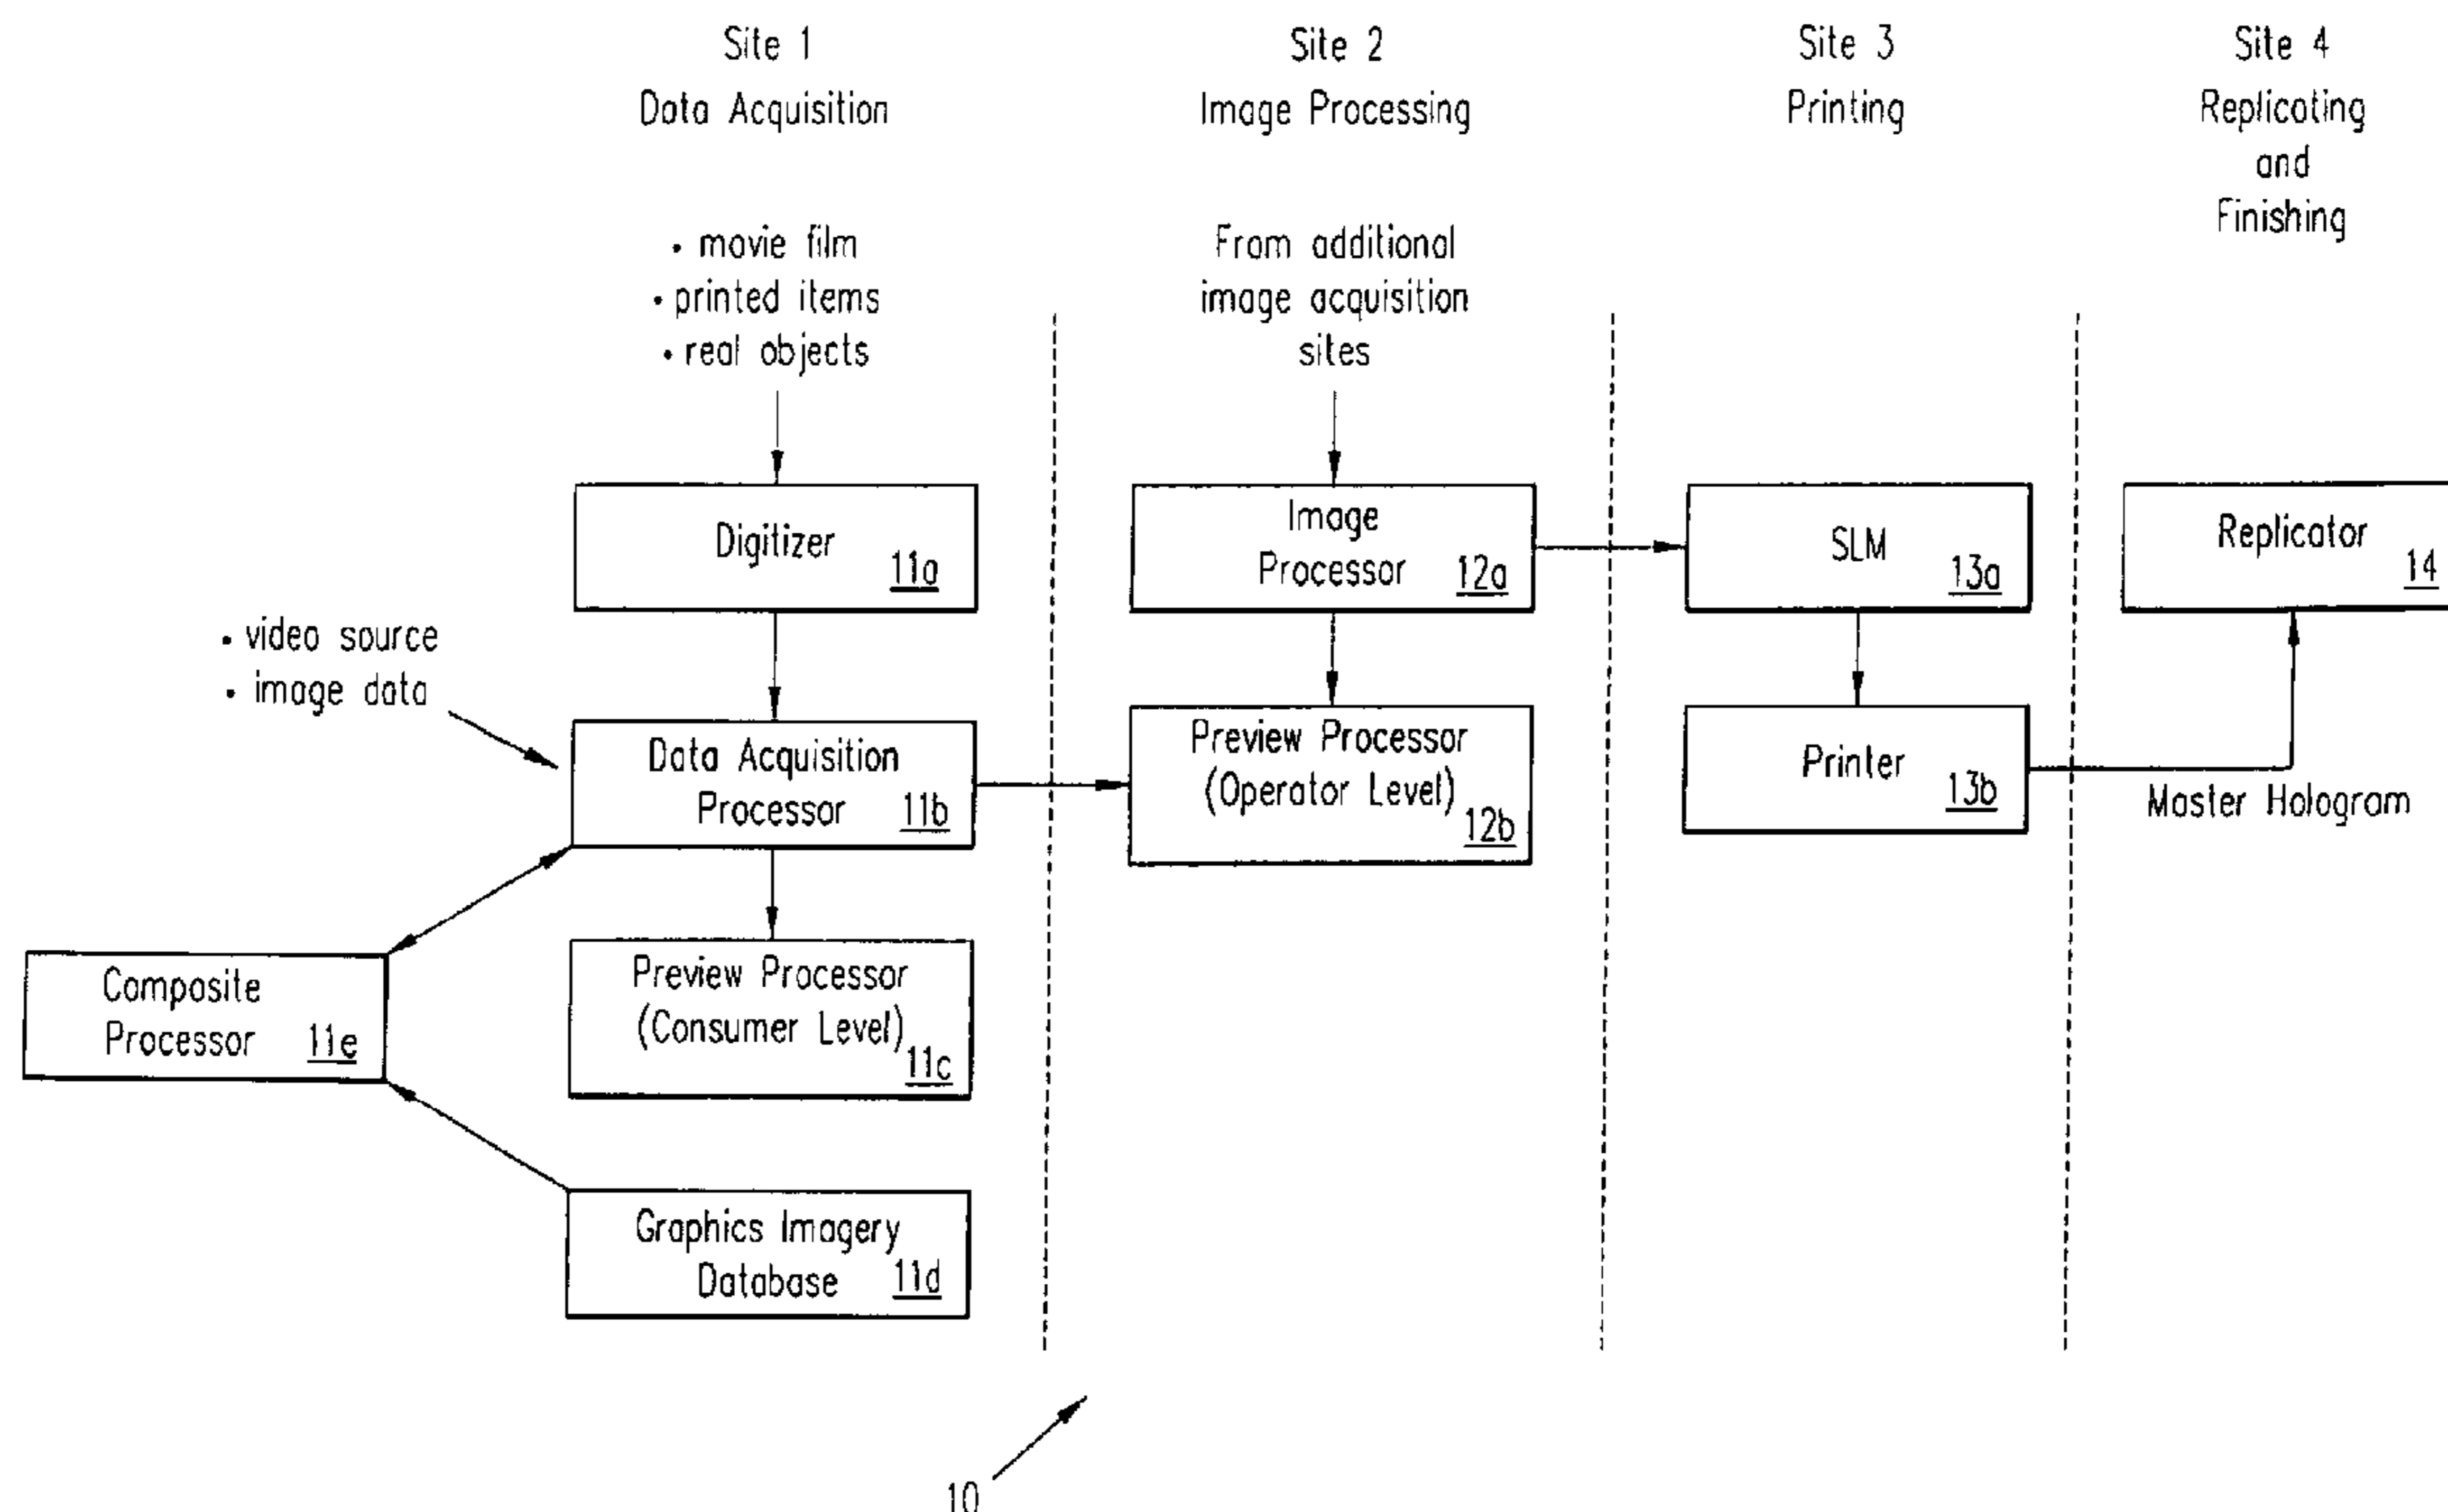 Site 1
Data Acquisition
Site 2
Image Processing
Site 3
Printing
Site 4
Replicating
and
Finishing
• movie film
• printed items
• real objects
From additional
image acquisition
sites
Digitizer
11a
Image
Processor 12a
SLM
13a
Replicator
14
• video source
• image data
Data Acquisition
Processor 11b
Preview Processor
(Operator Level)
12b
Printer
13b
Master Hologram
Composite
Processor 11e
Preview Processor
(Consumer Level)
11c
Graphics Imagery
Database 11d
10